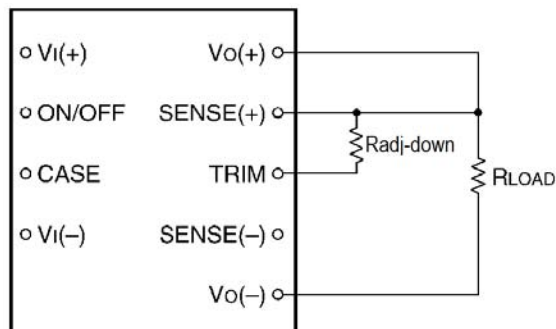 VI(+) VO(+)
ON/OFF SENSE(+)
CASE TRIM
VI(–) SENSE(–)
VO(–)
Radj-down
RLOAD